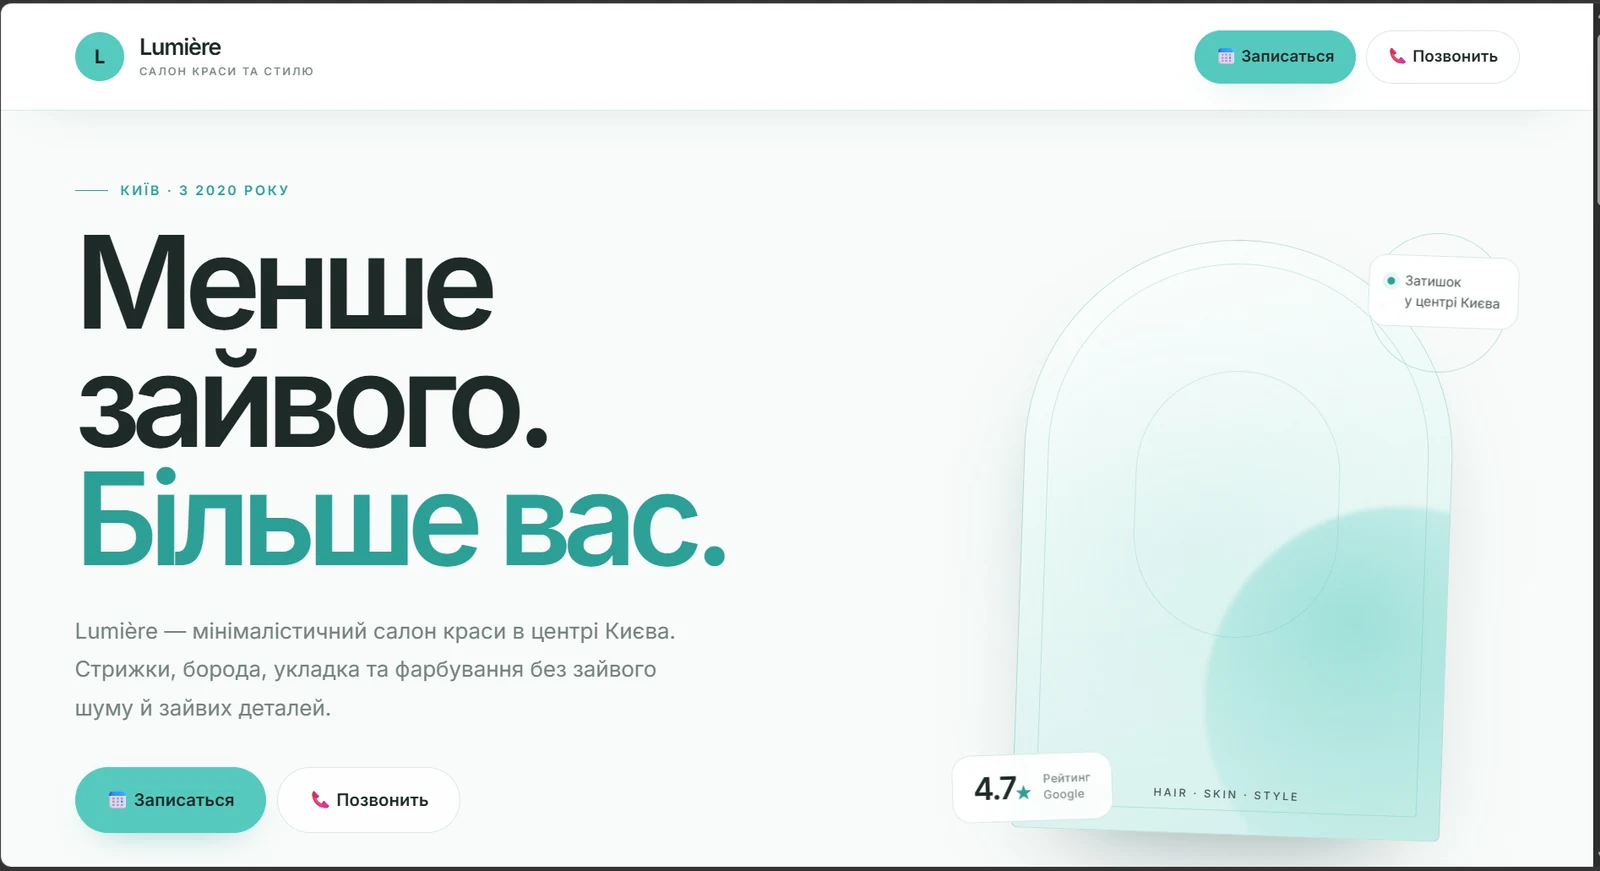 L
Lumière
САЛОН КРАСИ ТА СТИЛЮ
Записаться
Позвонить
КИЇВ · З 2020 РОКУ
Менше
зайвого.
Більше вас.
Lumière — мінімалістичний салон краси в центрі Києва.
Стрижки, борода, укладка та фарбування без зайвого
шуму й зайвих деталей.
Записаться
Позвонить
Затишок
у центрі Києва
4.7★
Рейтинг
Google
HAIR · SKIN · STYLE